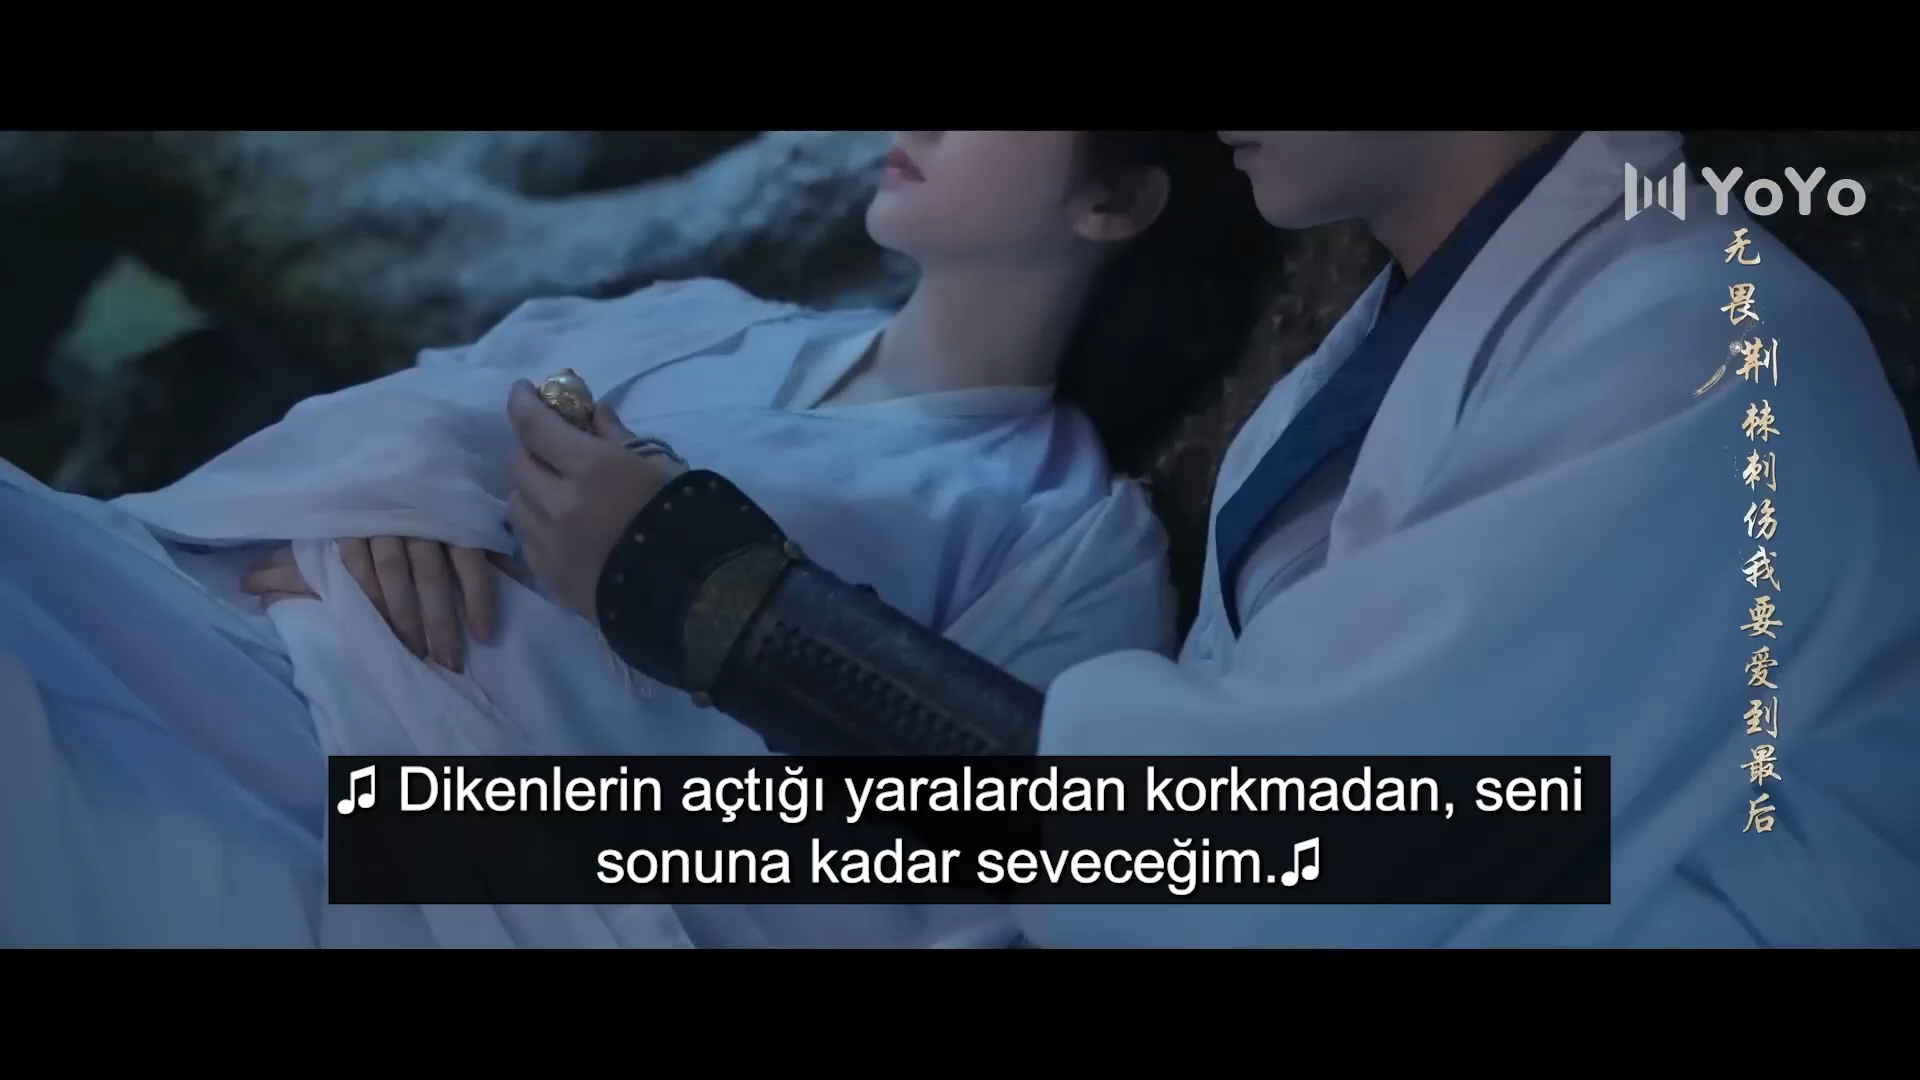 YoYo
无畏荆棘刺伤我要爱到最后
♫ Dikenlerin açtığı yaralardan korkmadan, seni
sonuna kadar seveceğim.♫